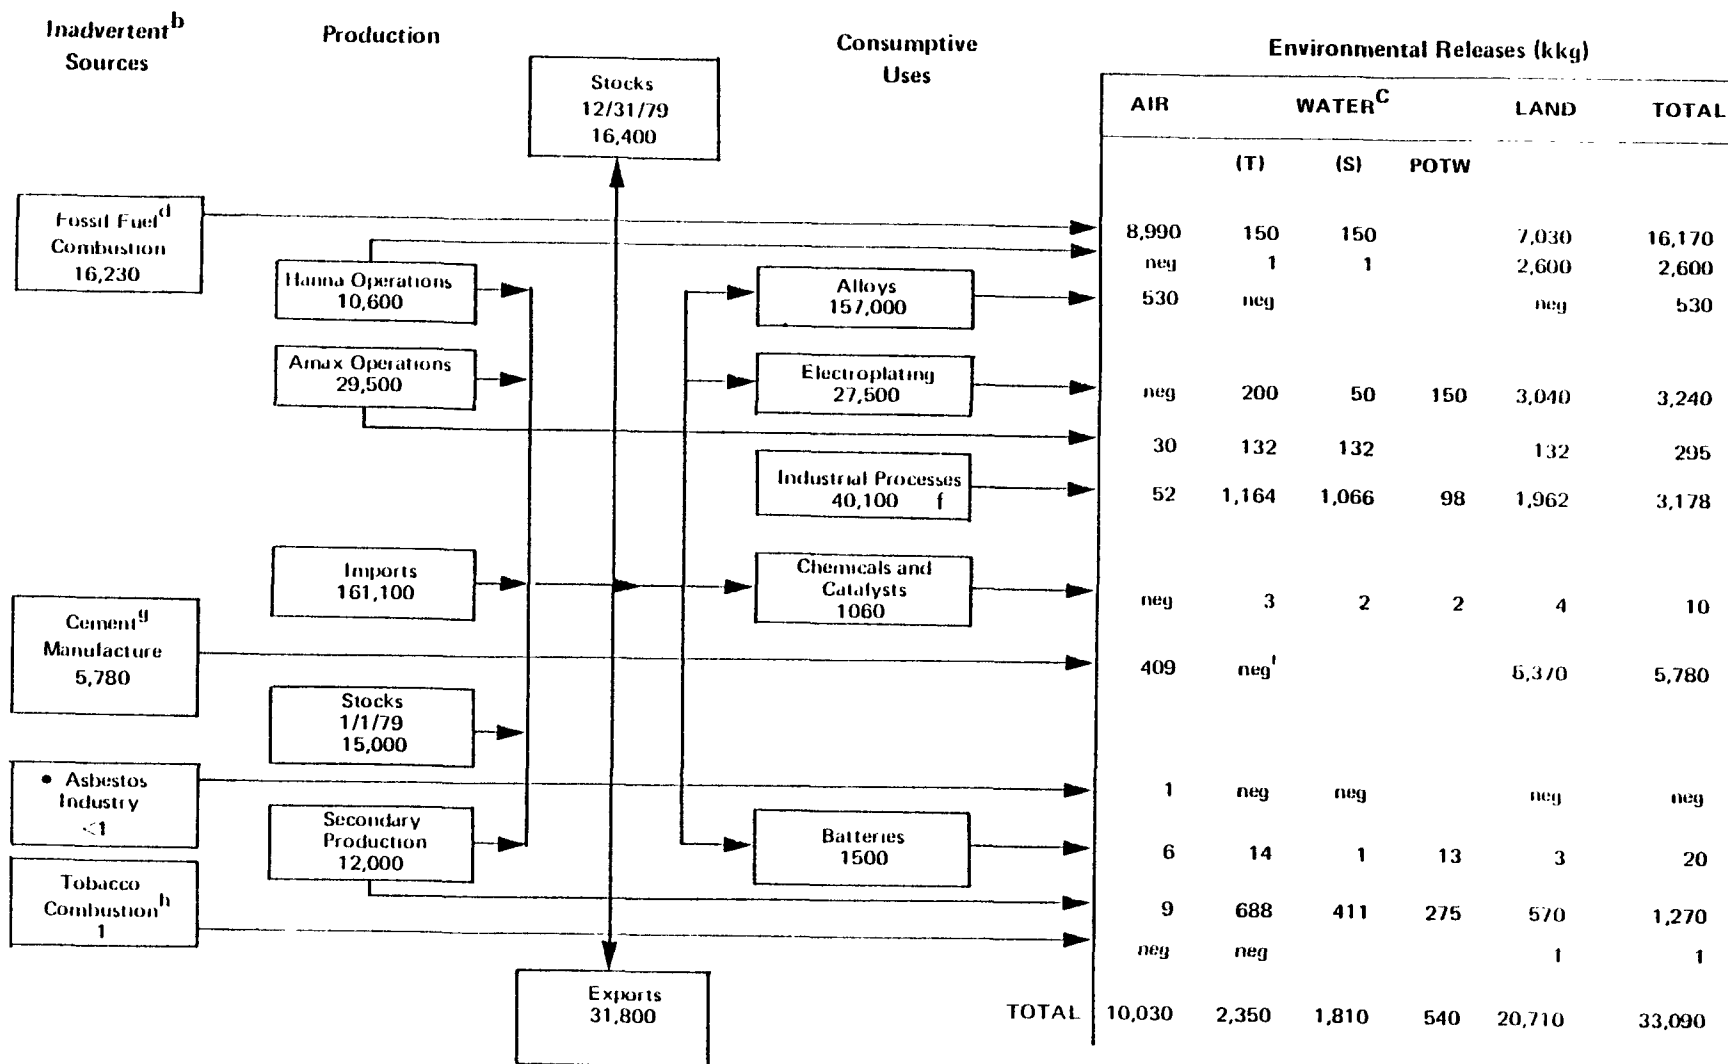 Inadvertent^b
Sources
Production
Consumptive
Uses
Environmental Releases (kkg)
Stocks
12/31/79
16,400
AIR WATER^C LAND TOTAL
(T) (S) POTW
Fossil Fuel^d
Combustion
16,230
8,990 150 150 7,030 16,170
Hanna Operations
10,600
neg 1 1 2,600 2,600
Alloys
157,000
530 neg neg 530
Amax Operations
29,500
Electroplating
27,500
neg 200 50 150 3,040 3,240
30 132 132 132 295
Industrial Processes
40,100 f
52 1,164 1,066 98 1,962 3,178
Imports
161,100
Chemicals and
Catalysts
1060
neg 3 2 2 4 10
Cement^g
Manufacture
5,780
409 neg 5,370 5,780
Stocks
1/1/79
15,000
• Asbestos
Industry
<1
1 neg neg neg neg
Secondary
Production
12,000
Batteries
1500
6 14 1 13 3 20
Tobacco
Combustion^h
1
9 688 411 275 570 1,270
neg neg 1 1
Exports
31,800
TOTAL 10,030 2,350 1,810 540 20,710 33,090